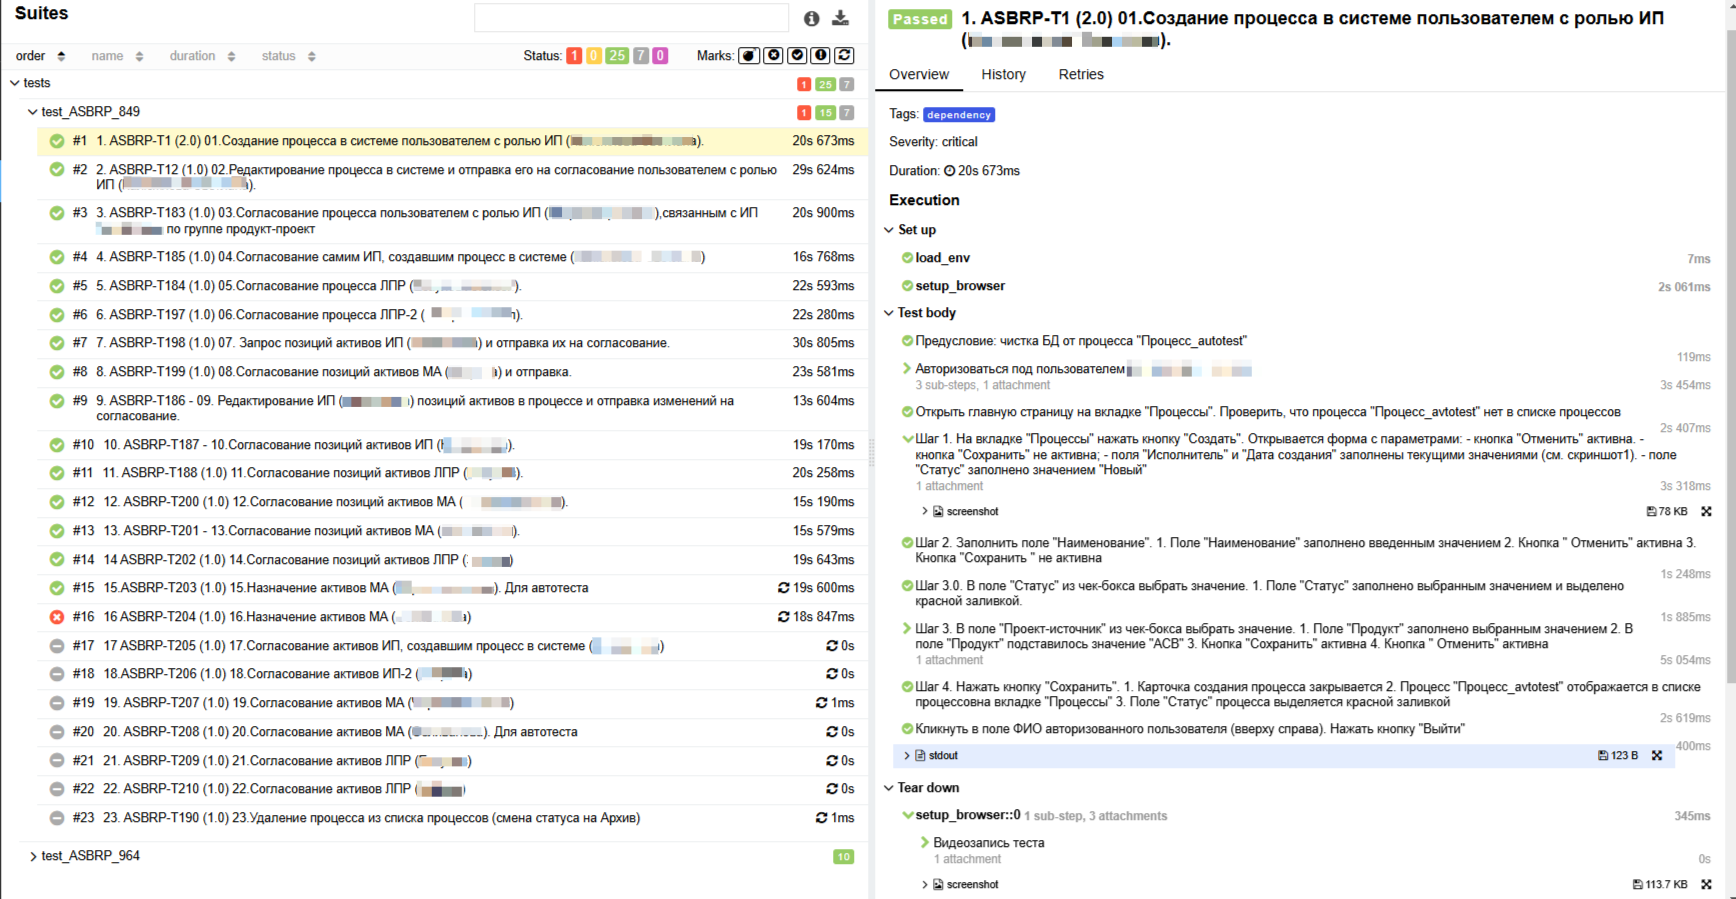 Suites
order name duration status Status: 1 0 25 7 0 Marks:
tests 1 25 7
test_ASBRP_849 1 15 7
#1 1. ASBRP-T1 (2.0) 01.Создание процесса в системе пользователем с ролью ИП ( ). 20s 673ms
#2 2. ASBRP-T12 (1.0) 02.Редактирование процесса в системе и отправка его на согласование пользователем с ролью 29s 624ms
ИП ( ).
#3 3. ASBRP-T183 (1.0) 03.Согласование процесса пользователем с ролью ИП ( ),связанным с ИП 20s 900ms
по группе продукт-проект
#4 4. ASBRP-T185 (1.0) 04.Согласование самим ИП, создавшим процесс в системе ( ) 16s 768ms
#5 5. ASBRP-T184 (1.0) 05.Согласование процесса ЛПР ( ). 22s 593ms
#6 6. ASBRP-T197 (1.0) 06.Согласование процесса ЛПР-2 ( ). 22s 280ms
#7 7. ASBRP-T198 (1.0) 07. Запрос позиций активов ИП ( ) и отправка их на согласование. 30s 805ms
#8 8. ASBRP-T199 (1.0) 08.Согласование позиций активов МА ( ) и отправка. 23s 581ms
#9 9. ASBRP-T186 - 09. Редактирование ИП ( ) позиций активов в процессе и отправка изменений на 13s 604ms
согласование.
#10 10. ASBRP-T187 - 10.Согласование позиций активов ИП ( ). 19s 170ms
#11 11. ASBRP-T188 (1.0) 11.Согласование позиций активов ЛПР ( ). 20s 258ms
#12 12. ASBRP-T200 (1.0) 12.Согласование позиций активов МА ( ). 15s 190ms
#13 13. ASBRP-T201 - 13.Согласование позиций активов МА ( ). 15s 579ms
#14 14 ASBRP-T202 (1.0) 14.Согласование позиций активов ЛПР ( ) 19s 643ms
#15 15.ASBRP-T203 (1.0) 15.Назначение активов МА ( ). Для автотеста 19s 600ms
#16 16 ASBRP-T204 (1.0) 16.Назначение активов МА ( ) 18s 847ms
#17 17 ASBRP-T205 (1.0) 17.Согласование активов ИП, создавшим процесс в системе ( ) 0s
#18 18.ASBRP-T206 (1.0) 18.Согласование активов ИП-2 ( ) 0s
#19 19. ASBRP-T207 (1.0) 19.Согласование активов МА ( ) 1ms
#20 20. ASBRP-T208 (1.0) 20.Согласование активов МА ( ). Для автотеста 0s
#21 21. ASBRP-T209 (1.0) 21.Согласование активов ЛПР ( ) 0s
#22 22. ASBRP-T210 (1.0) 22.Согласование активов ЛПР ( ) 0s
#23 23. ASBRP-T190 (1.0) 23.Удаление процесса из списка процессов (смена статуса на Архив) 1ms
test_ASBRP_964 10
Passed 1. ASBRP-T1 (2.0) 01.Создание процесса в системе пользователем с ролью ИП
( ).
Overview History Retries
Tags: dependency
Severity: critical
Duration: 20s 673ms
Execution
Set up
load_env 7ms
setup_browser 2s 061ms
Test body
Предусловие: чистка БД от процесса "Процесс_autotest"
119ms
Авторизоваться под пользователем
3 sub-steps, 1 attachment 3s 454ms
Открыть главную страницу на вкладке "Процессы". Проверить, что процесса "Процесс_avtotest" нет в списке процессов
2s 407ms
Шаг 1. На вкладке "Процессы" нажать кнопку "Создать". Открывается форма с параметрами: - кнопка "Отменить" активна. -
кнопка "Сохранить" не активна; - поля "Исполнитель" и "Дата создания" заполнены текущими значениями (см. скриншот1). - поле
"Статус" заполнено значением "Новый"
1 attachment 3s 318ms
screenshot 78 KB
Шаг 2. Заполнить поле "Наименование". 1. Поле "Наименование" заполнено введенным значением 2. Кнопка " Отменить" активна 3.
Кнопка "Сохранить " не активна
1s 248ms
Шаг 3.0. В поле "Статус" из чек-бокса выбрать значение. 1. Поле "Статус" заполнено выбранным значением и выделено
красной заливкой.
1s 885ms
Шаг 3. В поле "Проект-источник" из чек-бокса выбрать значение. 1. Поле "Продукт" заполнено выбранным значением 2. В
поле "Продукт" подставилось значение "АСВ" 3. Кнопка "Сохранить" активна 4. Кнопка " Отменить" активна
1 attachment 5s 054ms
Шаг 4. Нажать кнопку "Сохранить". 1. Карточка создания процесса закрывается 2. Процесс "Процесс_avtotest" отображается в списке
процессовна вкладке "Процессы" 3. Поле "Статус" процесса выделяется красной заливкой
2s 619ms
Кликнуть в поле ФИО авторизованного пользователя (вверху справа). Нажать кнопку "Выйти"
400ms
stdout 123 B
Tear down
setup_browser::0 1 sub-step, 3 attachments 345ms
Видеозапись теста
1 attachment 0s
screenshot 113.7 KB